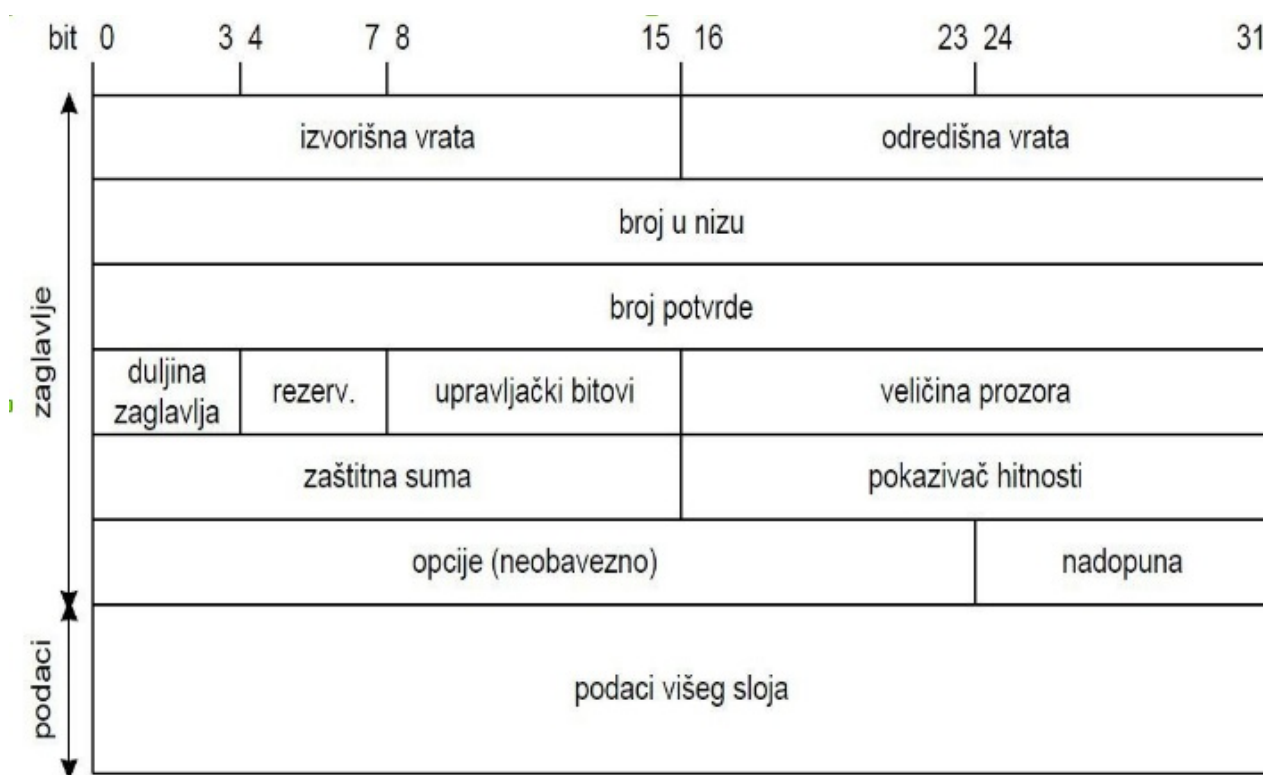 bit 0 3 4 7 8 15 16 23 24 31
izvorišna vrata odredišna vrata
broj u nizu
broj potvrde
duljina
zaglavlja
rezerv. upravljački bitovi veličina prozora
zaštitna suma pokazivač hitnosti
opcije (neobavezno) nadopuna
zaglavlje
podaci višeg sloja
podaci